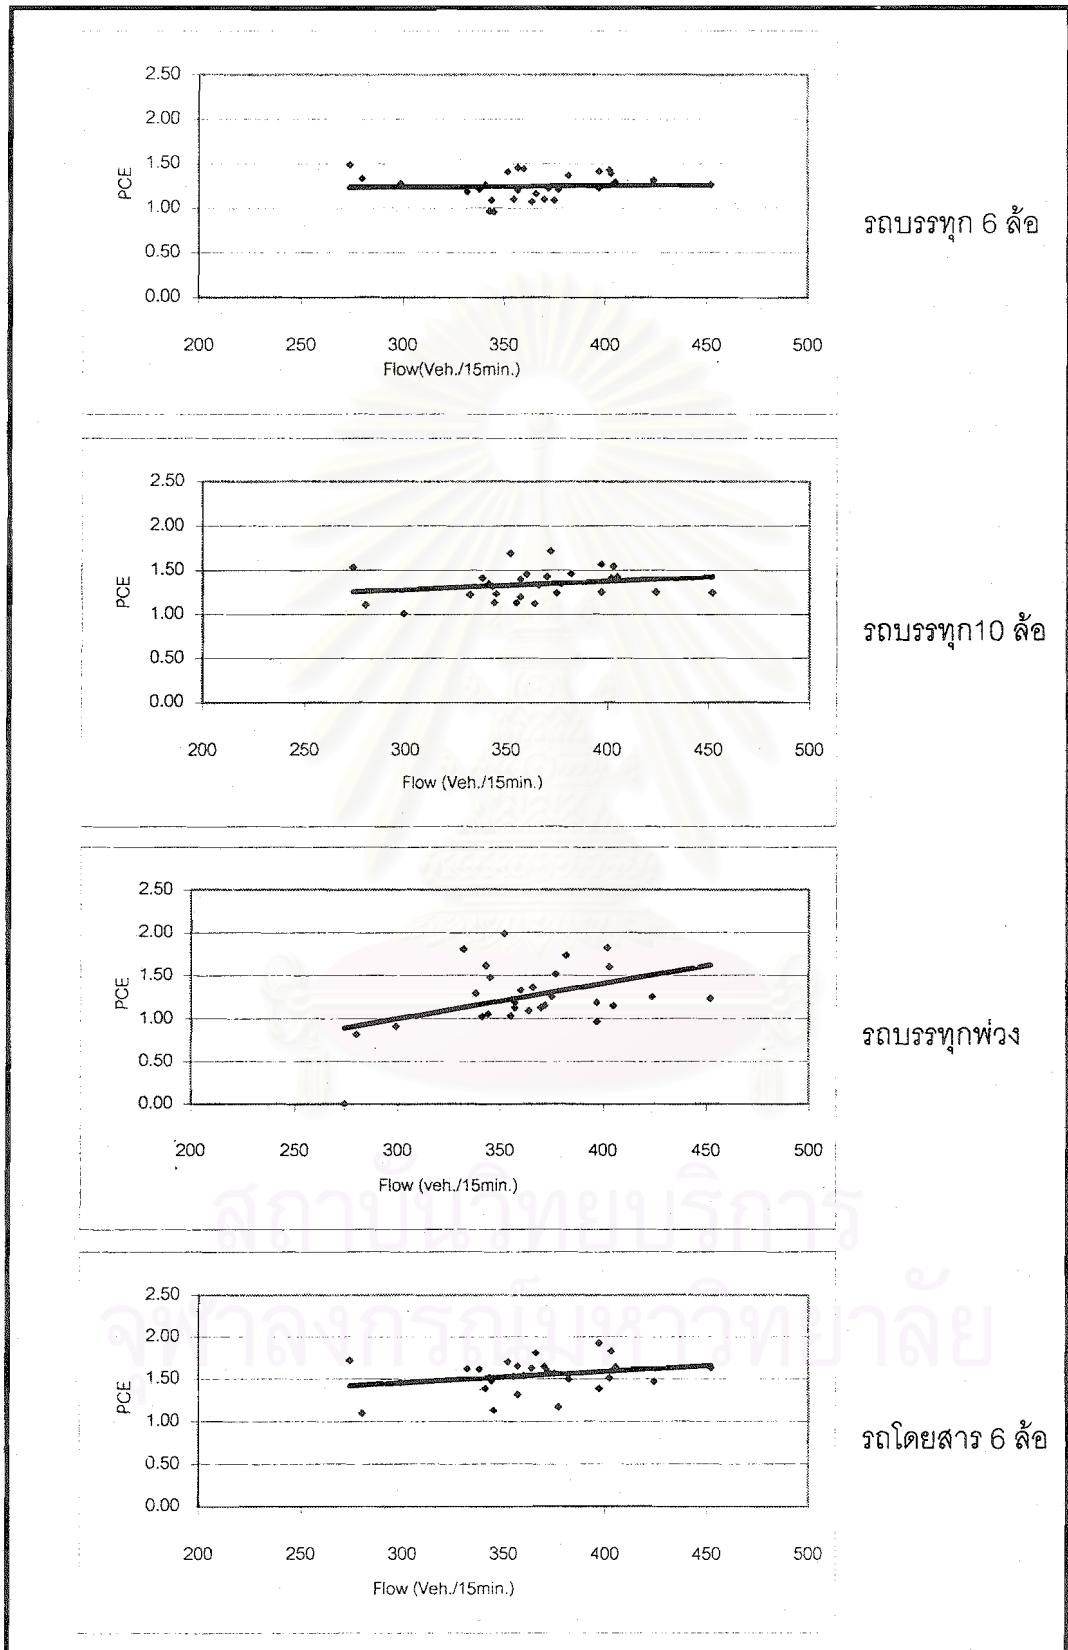 2.50
2.00
1.50
1.00
0.50
0.00
PCE
200 250 300 350 400 450 500
Flow(Veh./15min.)
รถบรรทุก 6 ล้อ
2.50
2.00
1.50
1.00
0.50
0.00
PCE
200 250 300 350 400 450 500
Flow (Veh./15min.)
รถบรรทุก10 ล้อ
2.50
2.00
1.50
1.00
0.50
0.00
PCE
200 250 300 350 400 450 500
Flow (veh./15min.)
รถบรรทุกพ่วง
สถาบันวิทยบริการ
จุฬาลงกรณ์มหาวิทยาลัย
2.50
2.00
1.50
1.00
0.50
0.00
PCE
200 250 300 350 400 450 500
Flow (Veh./15min.)
รถโดยสาร 6 ล้อ